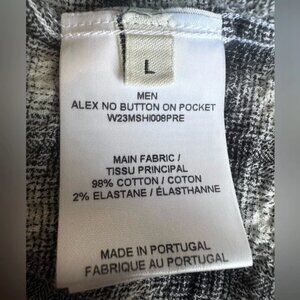 L
MEN
ALEX NO BUTTON ON POCKET
W23MSHI008PRE
MAIN FABRIC /
TISSU PRINCIPAL
98% COTTON / COTON
2% ELASTANE / ÉLASTHANNE
MADE IN PORTUGAL
FABRIQUE AU PORTUGAL